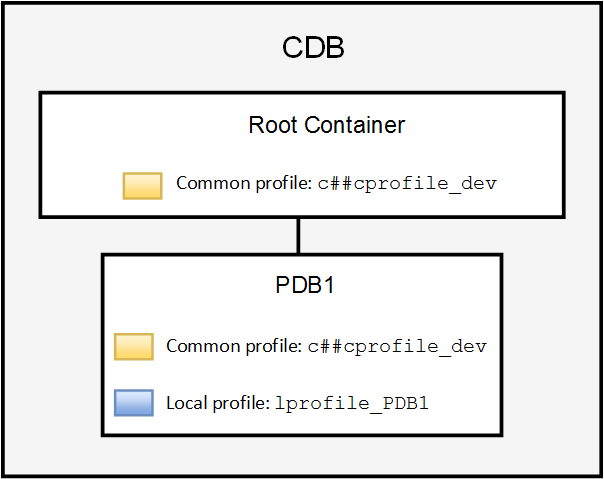 CDB
Root Container
Common profile: c##cprofile_dev
PDB1
Common profile: c##cprofile_dev
Local profile: lprofile_PDB1